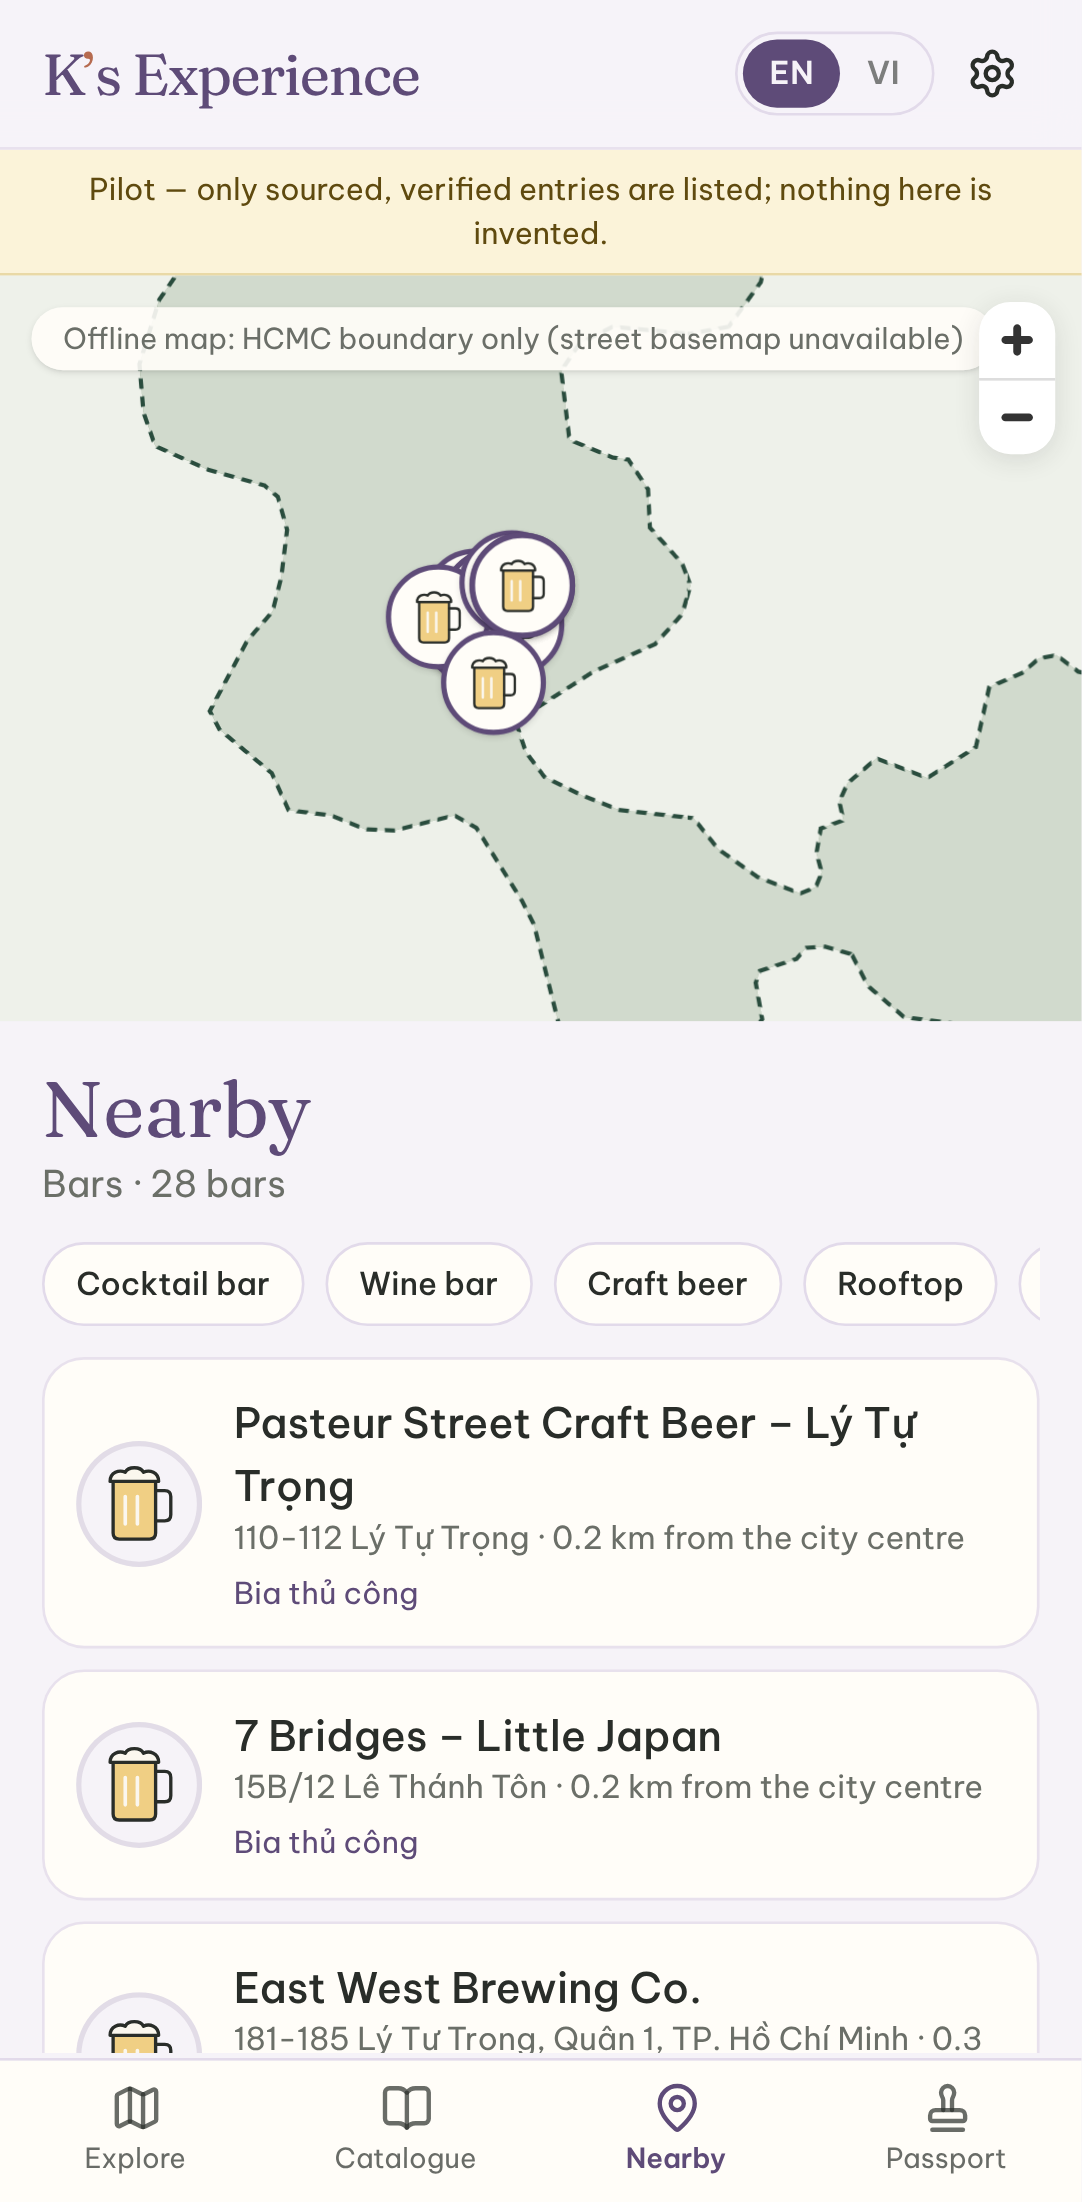 K's Experience
EN
VI
Pilot — only sourced, verified entries are listed; nothing here is
invented.
Offline map: HCMC boundary only (street basemap unavailable)
+
−
Nearby
Bars · 28 bars
Cocktail bar
Wine bar
Craft beer
Rooftop
Pasteur Street Craft Beer – Lý Tự
Trọng
110-112 Lý Tự Trọng · 0.2 km from the city centre
Bia thủ công
7 Bridges – Little Japan
15B/12 Lê Thánh Tôn · 0.2 km from the city centre
Bia thủ công
East West Brewing Co.
181-185 Lý Tự Trọng, Quận 1, TP. Hồ Chí Minh · 0.3
Explore
Catalogue
Nearby
Passport